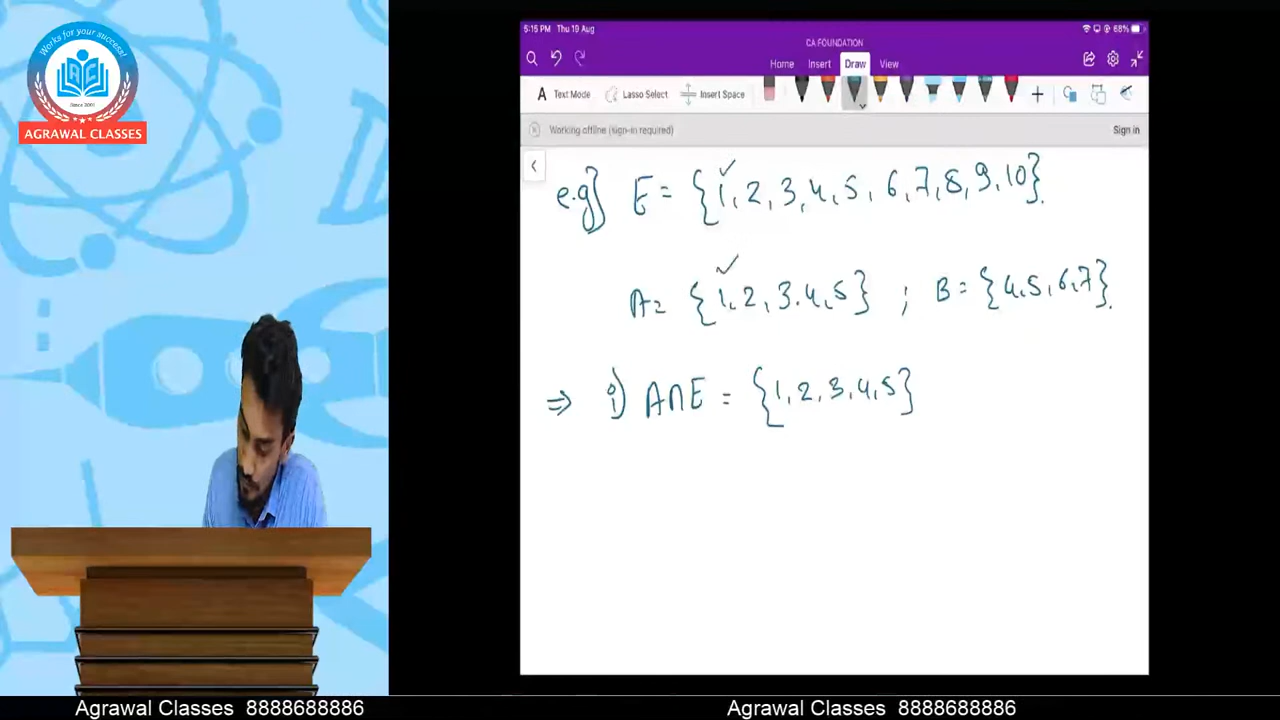 Works for your success!
AE
Since 2001
AGRAWAL CLASSES
5:15 PM Thu 19 Aug
68%
CA FOUNDATION
Home Insert Draw View
A Text Mode Lasso Select Insert Space
Working offline (sign-in required) Sign in
e.g} E = {1, 2, 3, 4, 5, 6, 7, 8, 9, 10}.
A = {1, 2, 3, 4, 5} ; B = {4, 5, 6, 7}.
⇒ i) A∩E = {1, 2, 3, 4, 5}
Agrawal Classes 8888688886 Agrawal Classes 8888688886